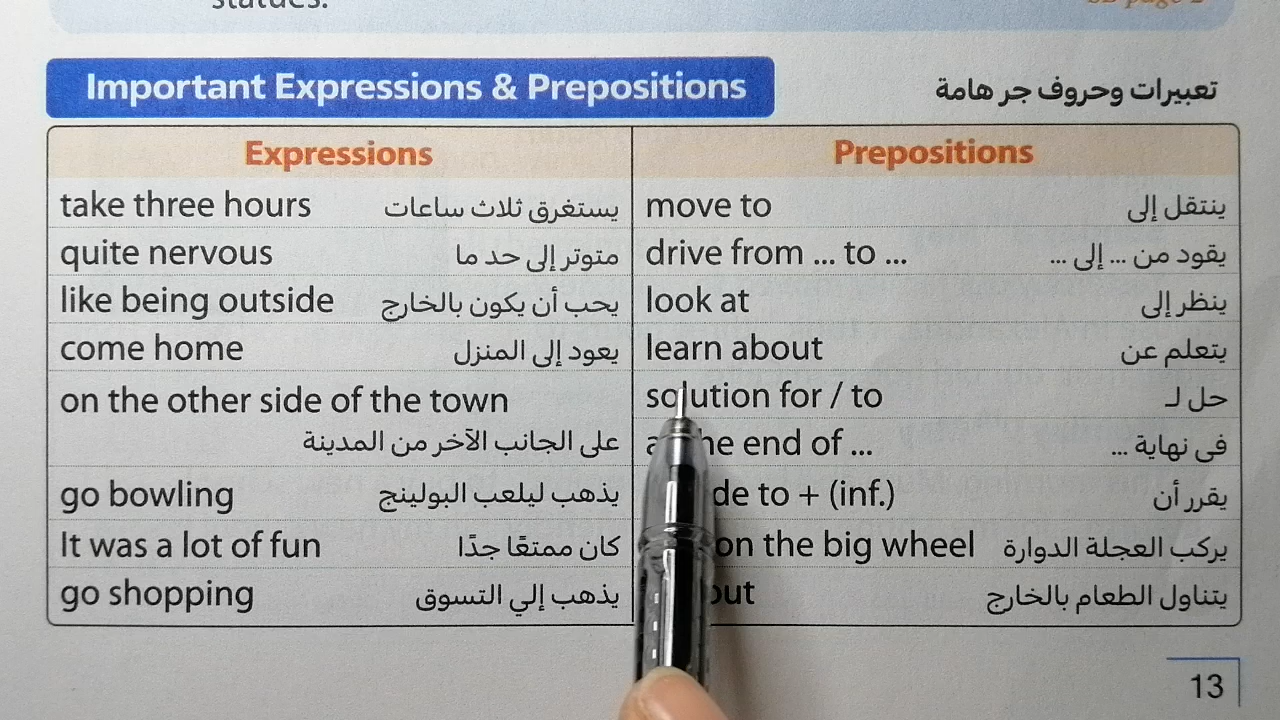 statues.
Important Expressions & Prepositions تعبيرات وحروف جر هامة
Expressions Prepositions
take three hours يستغرق ثلاث ساعات move to ينتقل إلى
quite nervous متوتر إلى حد ما drive from ... to ... يقود من ... إلى ...
like being outside يحب أن يكون بالخارج look at ينظر إلى
come home يعود إلى المنزل learn about يتعلم عن
on the other side of the town solution for / to حل لـ
على الجانب الآخر من المدينة end of ... فى نهاية ...
go bowling يذهب ليلعب البولينج to + (inf.) يقرر أن
It was a lot of fun كان ممتعًا جدًا on the big wheel يركب العجلة الدوارة
go shopping يذهب إلي التسوق يتناول الطعام بالخارج
13